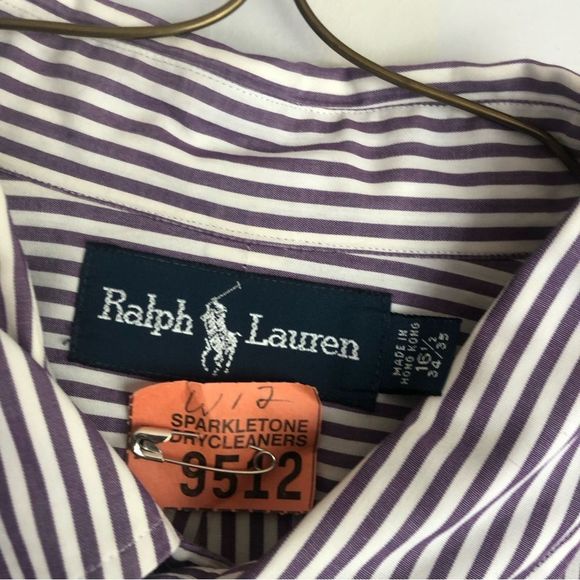 Ralph Lauren
MADE IN
HONG KONG
16 1/2
34/35
W12
SPARKLETONE
DRYCLEANERS
9512